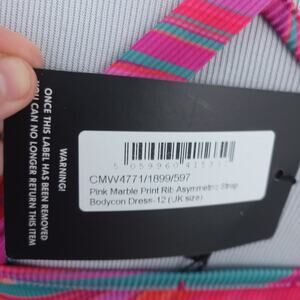 WARNING!
ONCE THIS LABEL HAS BEEN REMOVED
YOU CAN NO LONGER RETURN THIS ITEM
CMW4771/1899/597
Pink Marble Print Rib Asymmetric Strap
Bodycon Dress-12 (UK size)